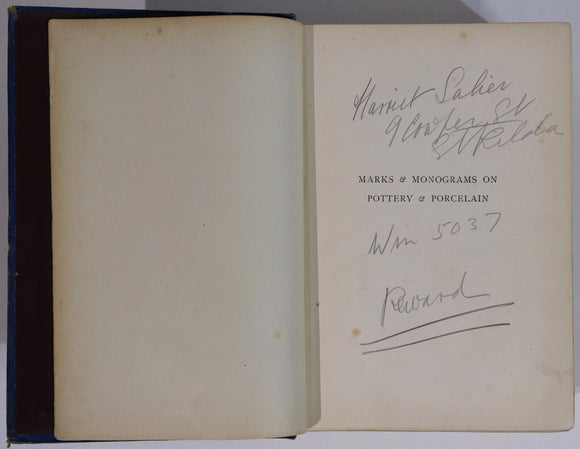 Harriet Salier
9 Cowper St
St Kilda
MARKS & MONOGRAMS ON
POTTERY & PORCELAIN
Win 5037
Reward